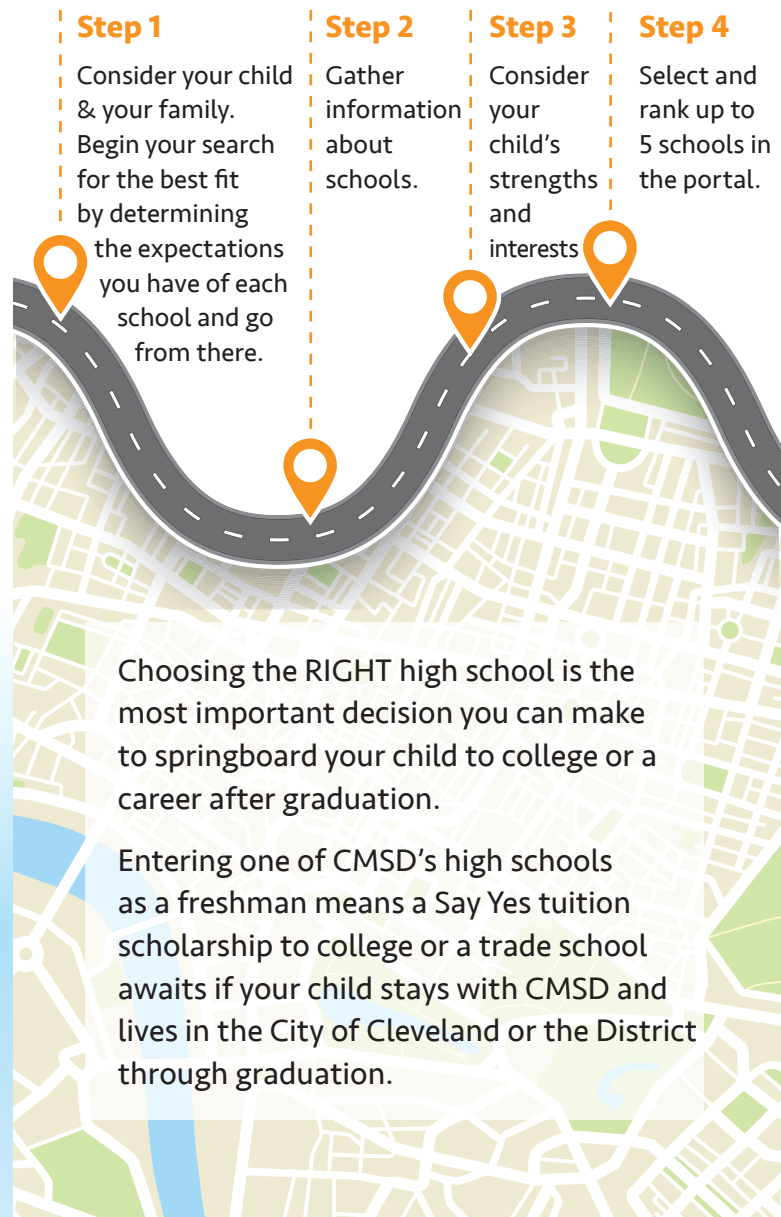 Step 1
Consider your child
& your family.
Begin your search
for the best fit
by determining
the expectations
you have of each
school and go
from there.
Step 2
Gather
information
about
schools.
Step 3
Consider
your
child’s
strengths
and
interests
Step 4
Select and
rank up to
5 schools in
the portal.
Choosing the RIGHT high school is the
most important decision you can make
to springboard your child to college or a
career after graduation.
Entering one of CMSD’s high schools
as a freshman means a Say Yes tuition
scholarship to college or a trade school
awaits if your child stays with CMSD and
lives in the City of Cleveland or the District
through graduation.